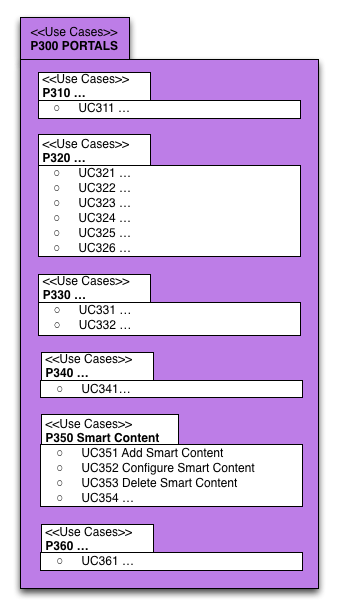 <<Use Cases>>
P300 PORTALS
<<Use Cases>>
P310 ...
○ UC311 ...
<<Use Cases>>
P320 ...
○ UC321 ...
○ UC322 ...
○ UC323 ...
○ UC324 ...
○ UC325 ...
○ UC326 ...
<<Use Cases>>
P330 ...
○ UC331 ...
○ UC332 ...
<<Use Cases>>
P340 ...
○ UC341...
<<Use Cases>>
P350 Smart Content
○ UC351 Add Smart Content
○ UC352 Configure Smart Content
○ UC353 Delete Smart Content
○ UC354 ...
<<Use Cases>>
P360 ...
○ UC361 ...